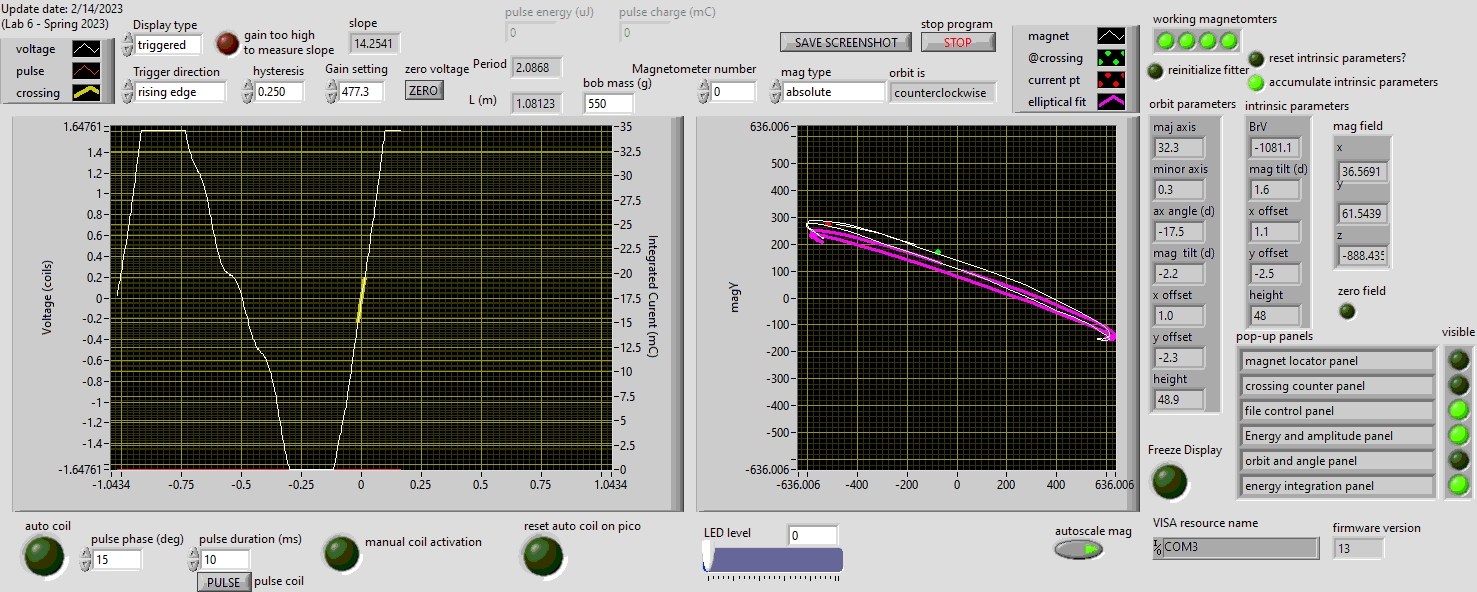 Update date: 2/14/2023
(Lab 6 - Spring 2023)
voltage
pulse
crossing
Display type
triggered
gain too high
to measure slope
slope
14.2541
pulse energy (uJ)
0
pulse charge (mC)
0
Trigger direction
rising edge
hysteresis
0.250
Gain setting
477.3
zero voltage
ZERO
Period
2.0868
L (m)
1.08123
bob mass (g)
550
SAVE SCREENSHOT
stop program
STOP
Magnetometer number
0
mag type
absolute
orbit is
counterclockwise
magnet
@crossing
current pt
elliptical fit
working magnetomters
reinitialize fitter
reset intrinsic parameters?
accumulate intrinsic parameters
orbit parameters
maj axis
32.3
minor axis
0.3
ax angle (d)
-17.5
mag tilt (d)
-2.2
x offset
1.0
y offset
-2.3
height
48.9
intrinsic parameters
BrV
-1081.1
mag tilt (d)
1.6
x offset
1.1
y offset
-2.5
height
48
mag field
x
36.5691
y
61.5439
z
-888.435
zero field
pop-up panels
visible
magnet locator panel
crossing counter panel
file control panel
Energy and amplitude panel
orbit and angle panel
energy integration panel
Freeze Display
Voltage (coils)
1.64761
1.4
1.2
1
0.8
0.6
0.4
0.2
0
-0.2
-0.4
-0.6
-0.8
-1
-1.2
-1.4
-1.64761
-1.0434
-0.75
-0.5
-0.25
0
0.25
0.5
0.75
1.0434
35
32.5
30
27.5
25
22.5
20
17.5
15
12.5
10
7.5
5
2.5
0
Integrated Current (mC)
magy
636.006
500
400
300
200
100
0
-100
-200
-300
-400
-500
-636.006
-636.006
-400
-200
0
200
400
636.006
auto coil
pulse phase (deg)
15
pulse duration (ms)
10
PULSE
pulse coil
manual coil activation
reset auto coil on pico
LED level
0
autoscale mag
VISA resource name
COM3
firmware version
13